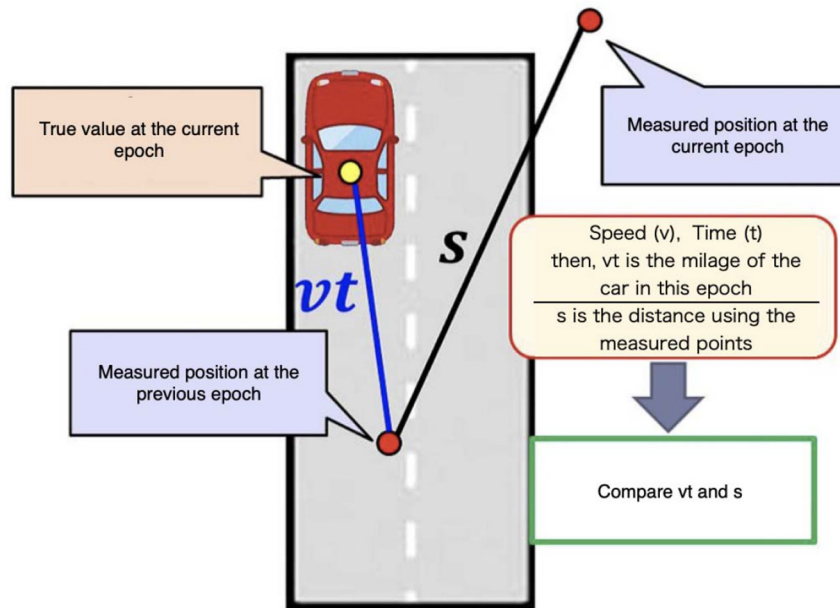 True value at the current
epoch
Measured position at the
current epoch
s
vt
Speed (v), Time (t)
then, vt is the milage of the
car in this epoch
s is the distance using the
measured points
Measured position at the
previous epoch
Compare vt and s